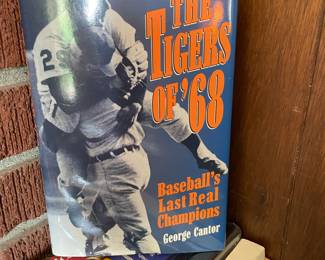 THE
TIGERS
OF '68
Baseball's
Last Real
Champions
George Cantor